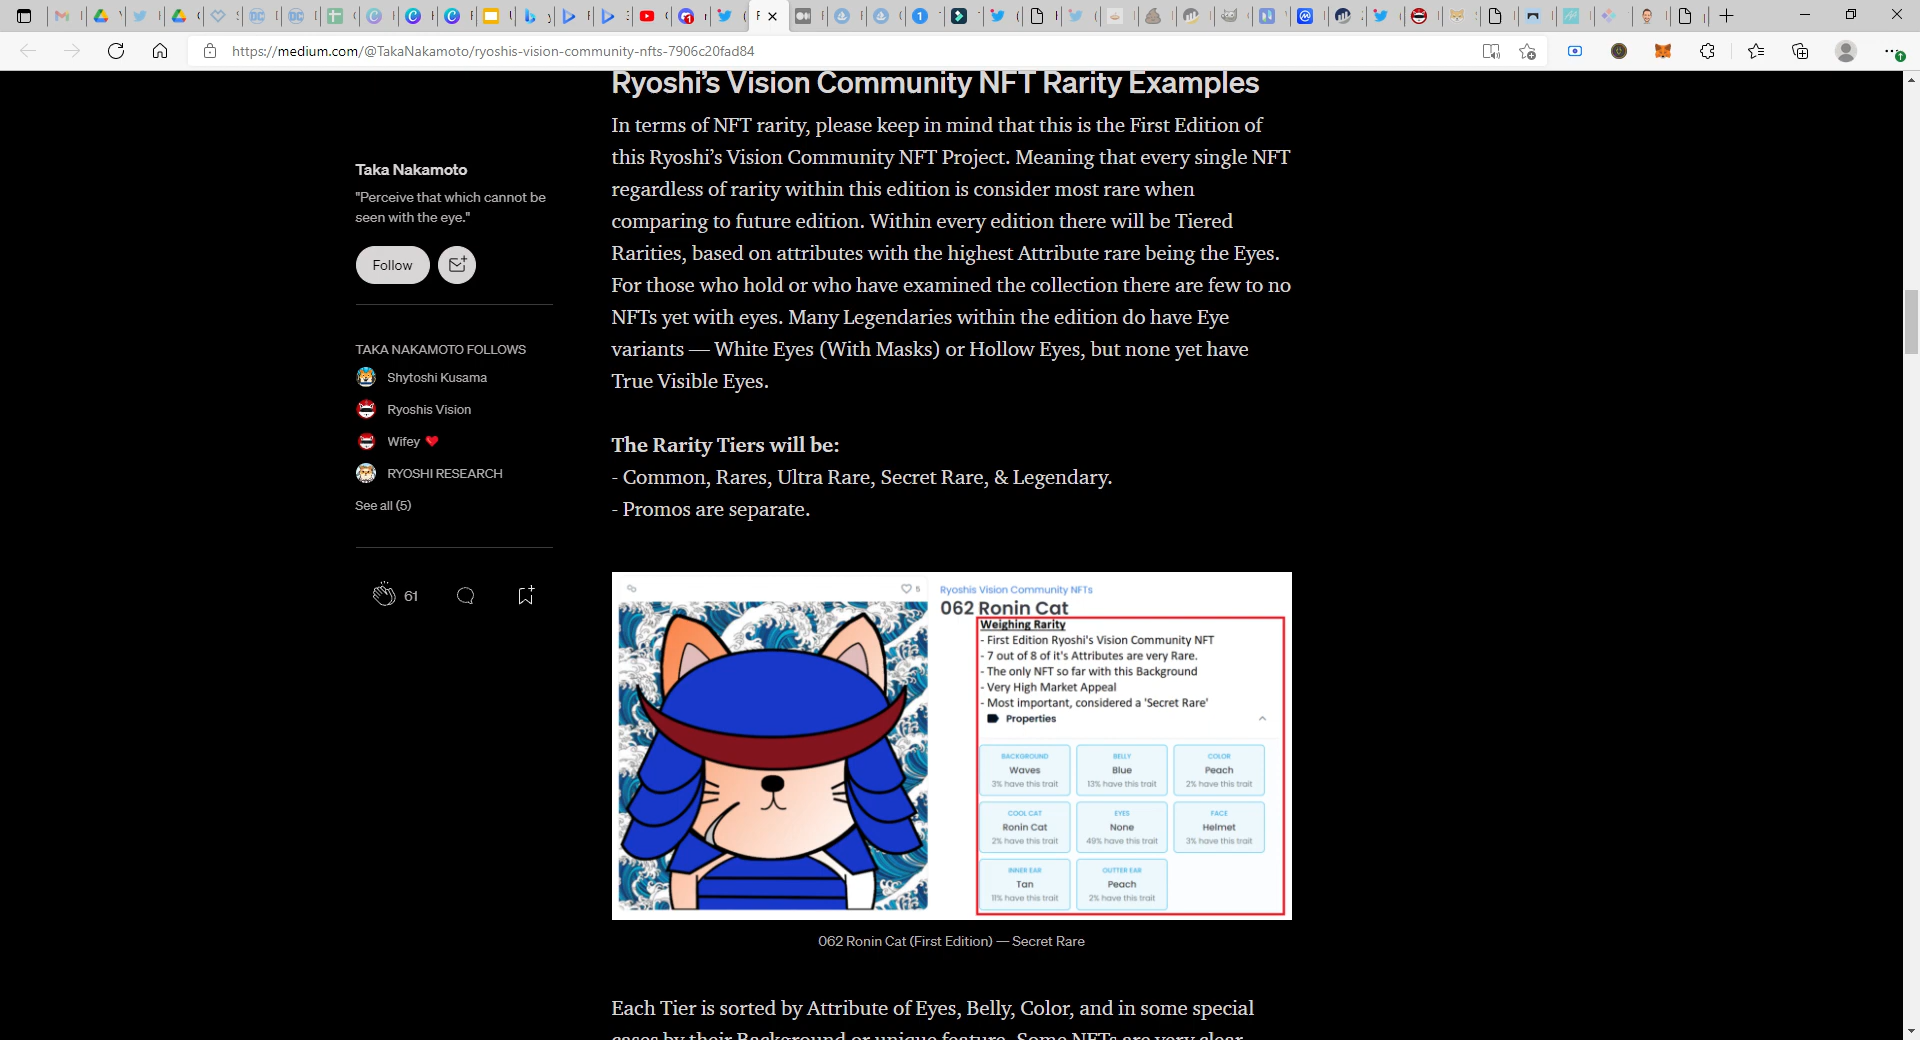 https://medium.com/@TakaNakamoto/ryoshis-vision-community-nfts-7906c20fad84
Ryoshi's Vision Community NFT Rarity Examples
In terms of NFT rarity, please keep in mind that this is the First Edition of
this Ryoshi's Vision Community NFT Project. Meaning that every single NFT
regardless of rarity within this edition is consider most rare when
comparing to future edition. Within every edition there will be Tiered
Rarities, based on attributes with the highest Attribute rare being the Eyes.
For those who hold or who have examined the collection there are few to no
NFTs yet with eyes. Many Legendaries within the edition do have Eye
variants — White Eyes (With Masks) or Hollow Eyes, but none yet have
True Visible Eyes.
Taka Nakamoto
"Perceive that which cannot be
seen with the eye."
Follow
TAKA NAKAMOTO FOLLOWS
Shytoshi Kusama
Ryoshis Vision
Wifey
RYOSHI RESEARCH
See all (5)
61
The Rarity Tiers will be:
- Common, Rares, Ultra Rare, Secret Rare, & Legendary.
- Promos are separate.
5
Ryoshis Vision Community NFTs
062 Ronin Cat
Weighing Rarity
- First Edition Ryoshi's Vision Community NFT
- 7 out of 8 of it's Attributes are very Rare.
- The only NFT so far with this Background
- Very High Market Appeal
- Most important, considered a 'Secret Rare'
Properties
BACKGROUND
Waves
3% have this trait
BELLY
Blue
13% have this trait
COLOR
Peach
2% have this trait
COOL CAT
Ronin Cat
2% have this trait
EYES
None
49% have this trait
FACE
Helmet
3% have this trait
INNER EAR
Tan
11% have this trait
OUTTER EAR
Peach
2% have this trait
062 Ronin Cat (First Edition) — Secret Rare
Each Tier is sorted by Attribute of Eyes, Belly, Color, and in some special
cases by their Background or unique feature. Some NFTs are very clear